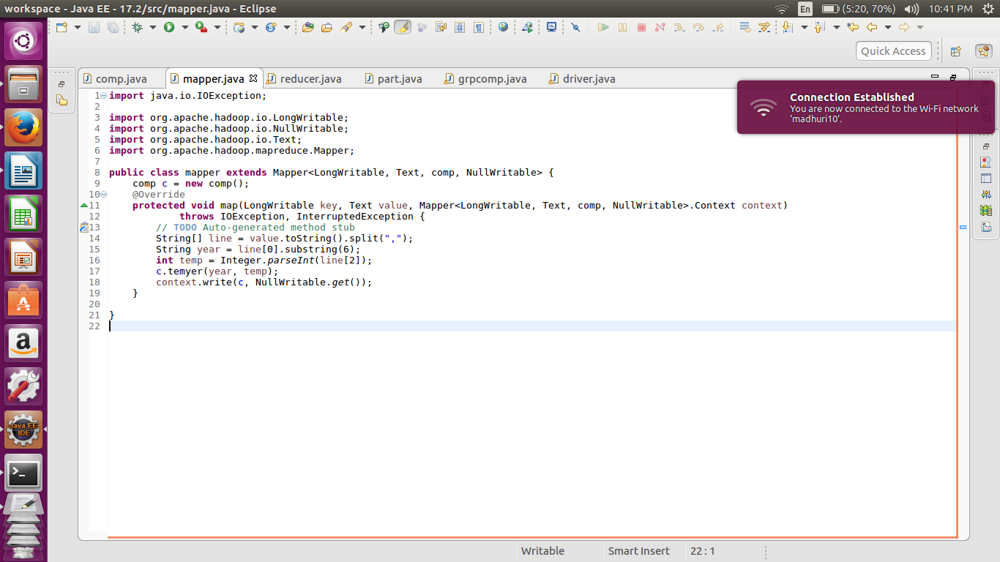 workspace - Java EE - 17.2/src/mapper.java - Eclipse
En
(5:20, 70%)
10:41 PM
Quick Access
comp.java
mapper.java
reducer.java
part.java
grpcomp.java
driver.java
Connection Established
You are now connected to the Wi-Fi network
'madhuri10'.
1 import java.io.IOException;
2
3 import org.apache.hadoop.io.LongWritable;
4 import org.apache.hadoop.io.NullWritable;
5 import org.apache.hadoop.io.Text;
6 import org.apache.hadoop.mapreduce.Mapper;
7
8 public class mapper extends Mapper<LongWritable, Text, comp, NullWritable> {
9     comp c = new comp();
10     @Override
11     protected void map(LongWritable key, Text value, Mapper<LongWritable, Text, comp, NullWritable>.Context context)
12             throws IOException, InterruptedException {
13         // TODO Auto-generated method stub
14         String[] line = value.toString().split(",");
15         String year = line[0].substring(6);
16         int temp = Integer.parseInt(line[2]);
17         c.temyer(year, temp);
18         context.write(c, NullWritable.get());
19     }
20
21 }
22
Java EE
IDE
Writable
Smart Insert
22 : 1